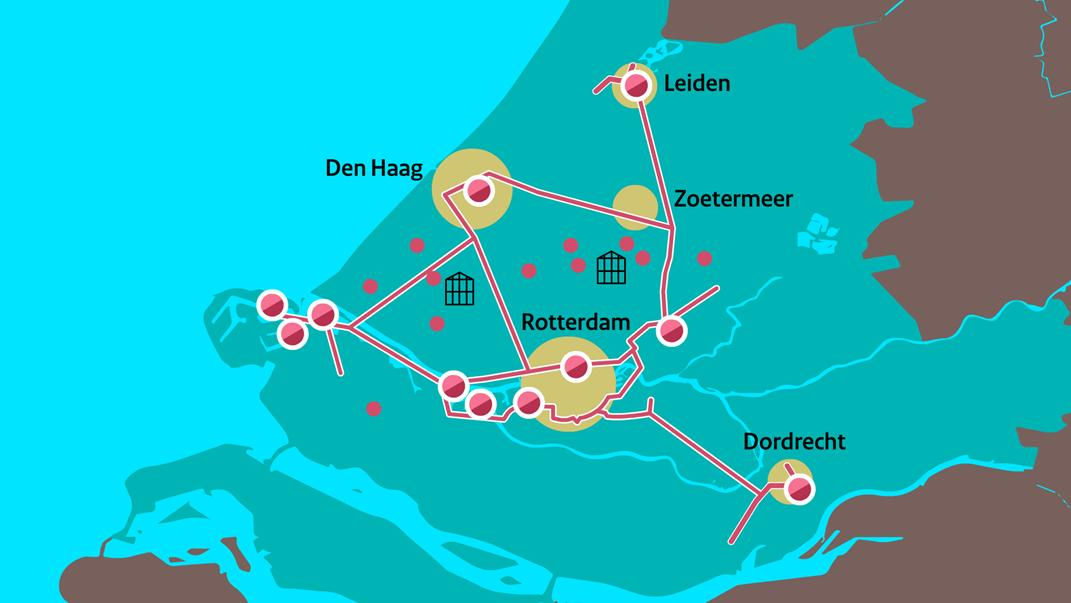 Leiden
Den Haag
Zoetermeer
Rotterdam
Dordrecht